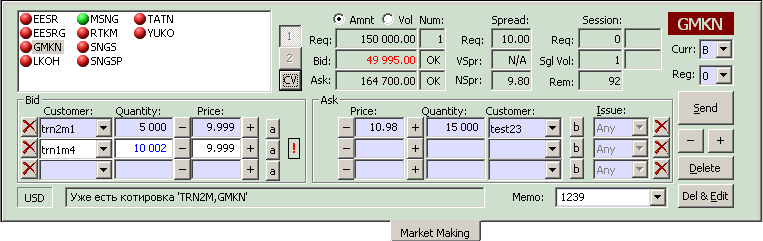 EESR MSNG TATN
EESRG RTKM YUKO
GMKN SNGS
LKOH SNGSP
1
2
CV
Amnt Vol Num: Spread: Session:
Req: 150 000.00 1 Req: 10.00 Req: 0
Bid: 49 995.00 OK VSpr: N/A Sgl Vol: 1
Ask: 164 700.00 OK NSpr: 9.80 Rem: 92
GMKN
Curr: B
Reg: 0
Send
− +
Delete
Del & Edit
Bid
Customer: Quantity: Price:
trn2m1 5 000 − 9.999 + a
trn1m4 10 002 − 9.999 + a
− + a
!
Ask
Price: Quantity: Customer: Issue:
− 10.98 + 15 000 test23 b Any
− + b Any
− + b Any
USD Уже есть котировка 'TRN2M,GMKN' Memo: 1239
Market Making